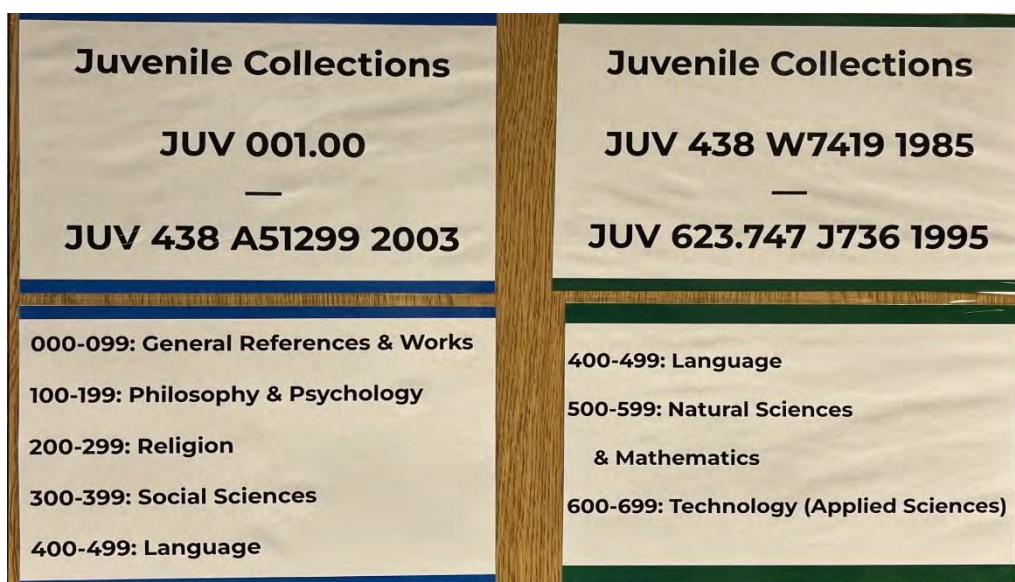 Juvenile Collections
JUV 001.00
—
JUV 438 A51299 2003
000-099: General References & Works
100-199: Philosophy & Psychology
200-299: Religion
300-399: Social Sciences
400-499: Language
Juvenile Collections
JUV 438 W7419 1985
—
JUV 623.747 J736 1995
400-499: Language
500-599: Natural Sciences
& Mathematics
600-699: Technology (Applied Sciences)